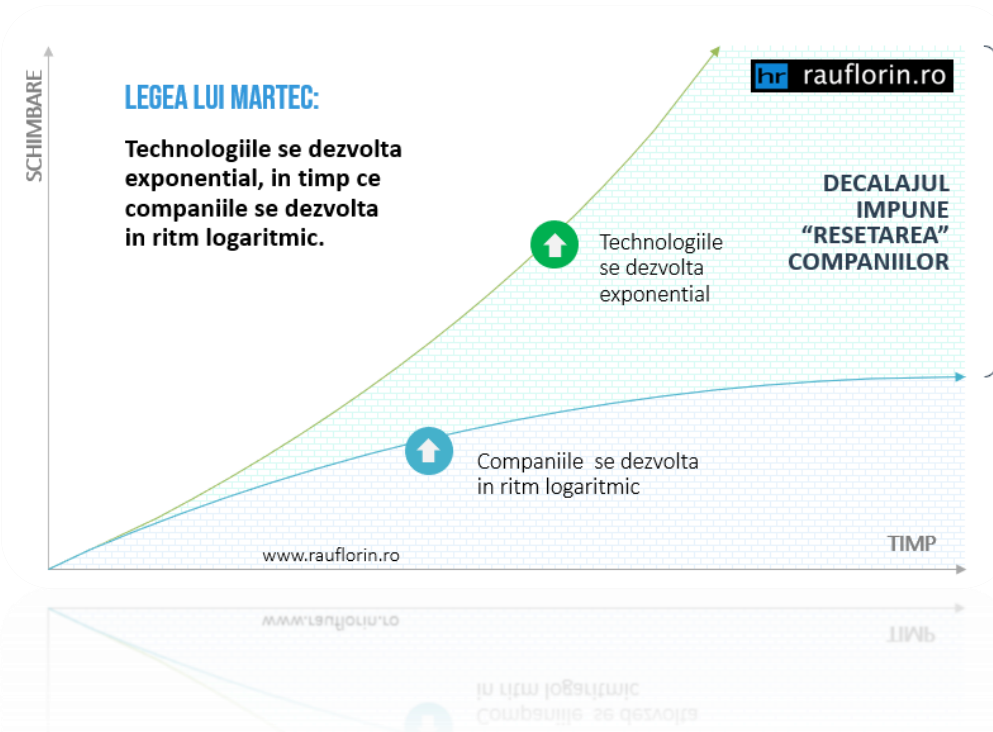 SCHIMBARE
LEGEA LUI MARTEC:
Technologiile se dezvolta
exponential, in timp ce
companiile se dezvolta
in ritm logaritmic.
hr rauflorin.ro
DECALAJUL
IMPUNE
“RESETAREA”
COMPANIILOR
Technologiile
se dezvolta
exponential
Companiile se dezvolta
in ritm logaritmic
www.rauflorin.ro
TIMP